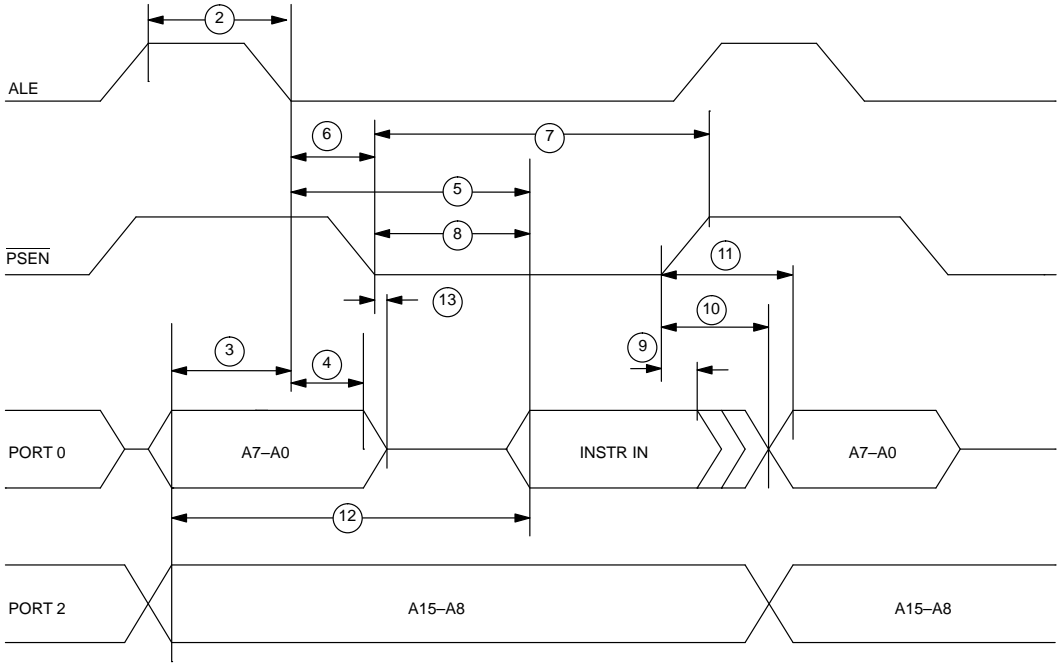 2
ALE
6
7
5
8
PSEN
11
13
10
3
4
9
PORT 0
A7–A0
INSTR IN
A7–A0
12
PORT 2
A15–A8
A15–A8